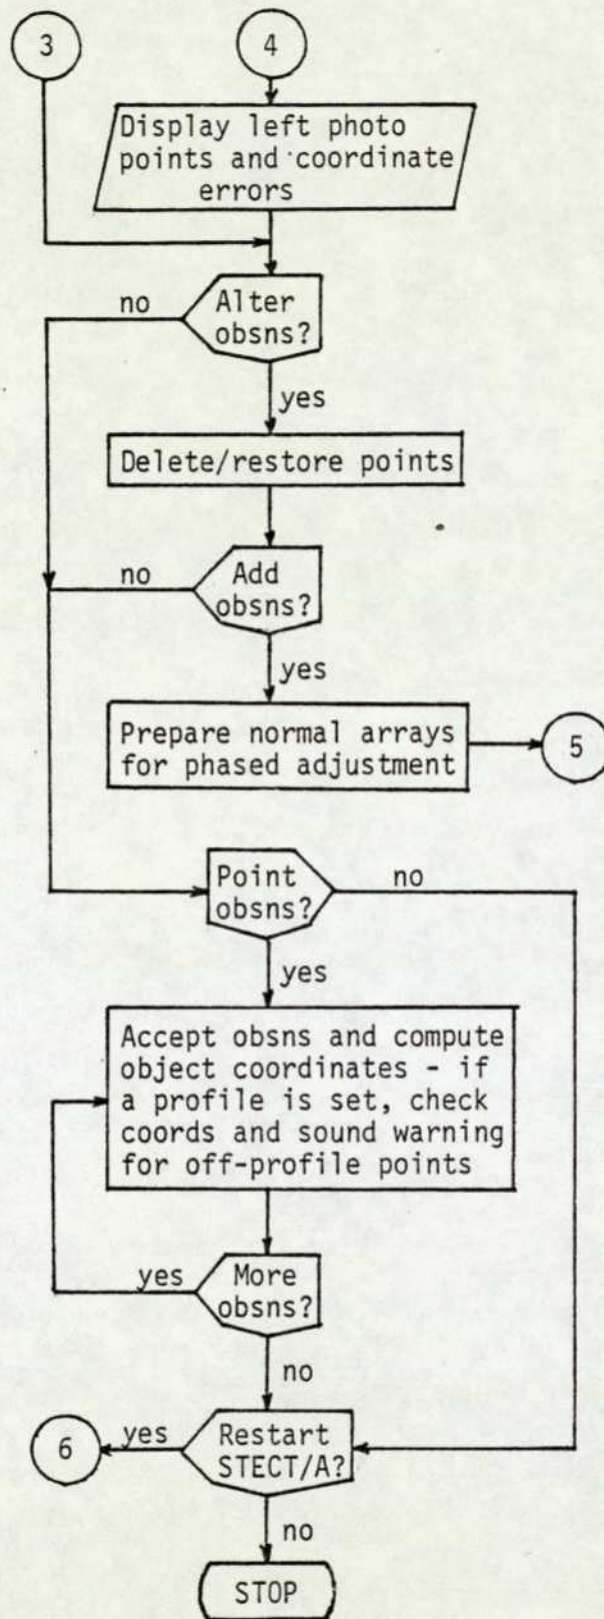 3
4
Display left photo
points and coordinate
errors
Alter
obsns?
no
yes
Delete/restore points
Add
obsns?
no
yes
Prepare normal arrays
for phased adjustment
5
Point
obsns?
no
yes
Accept obsns and compute
object coordinates - if
a profile is set, check
coords and sound warning
for off-profile points
More
obsns?
yes
no
Restart
STECT/A?
yes
6
no
STOP